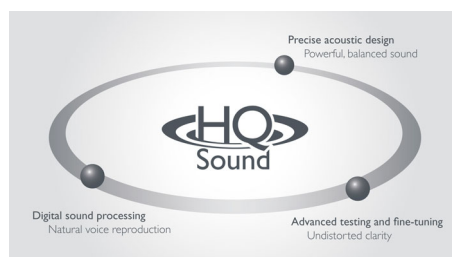 Precise acoustic design
Powerful, balanced sound
HQ
Sound
Digital sound processing
Natural voice reproduction
Advanced testing and fine-tuning
Undistorted clarity